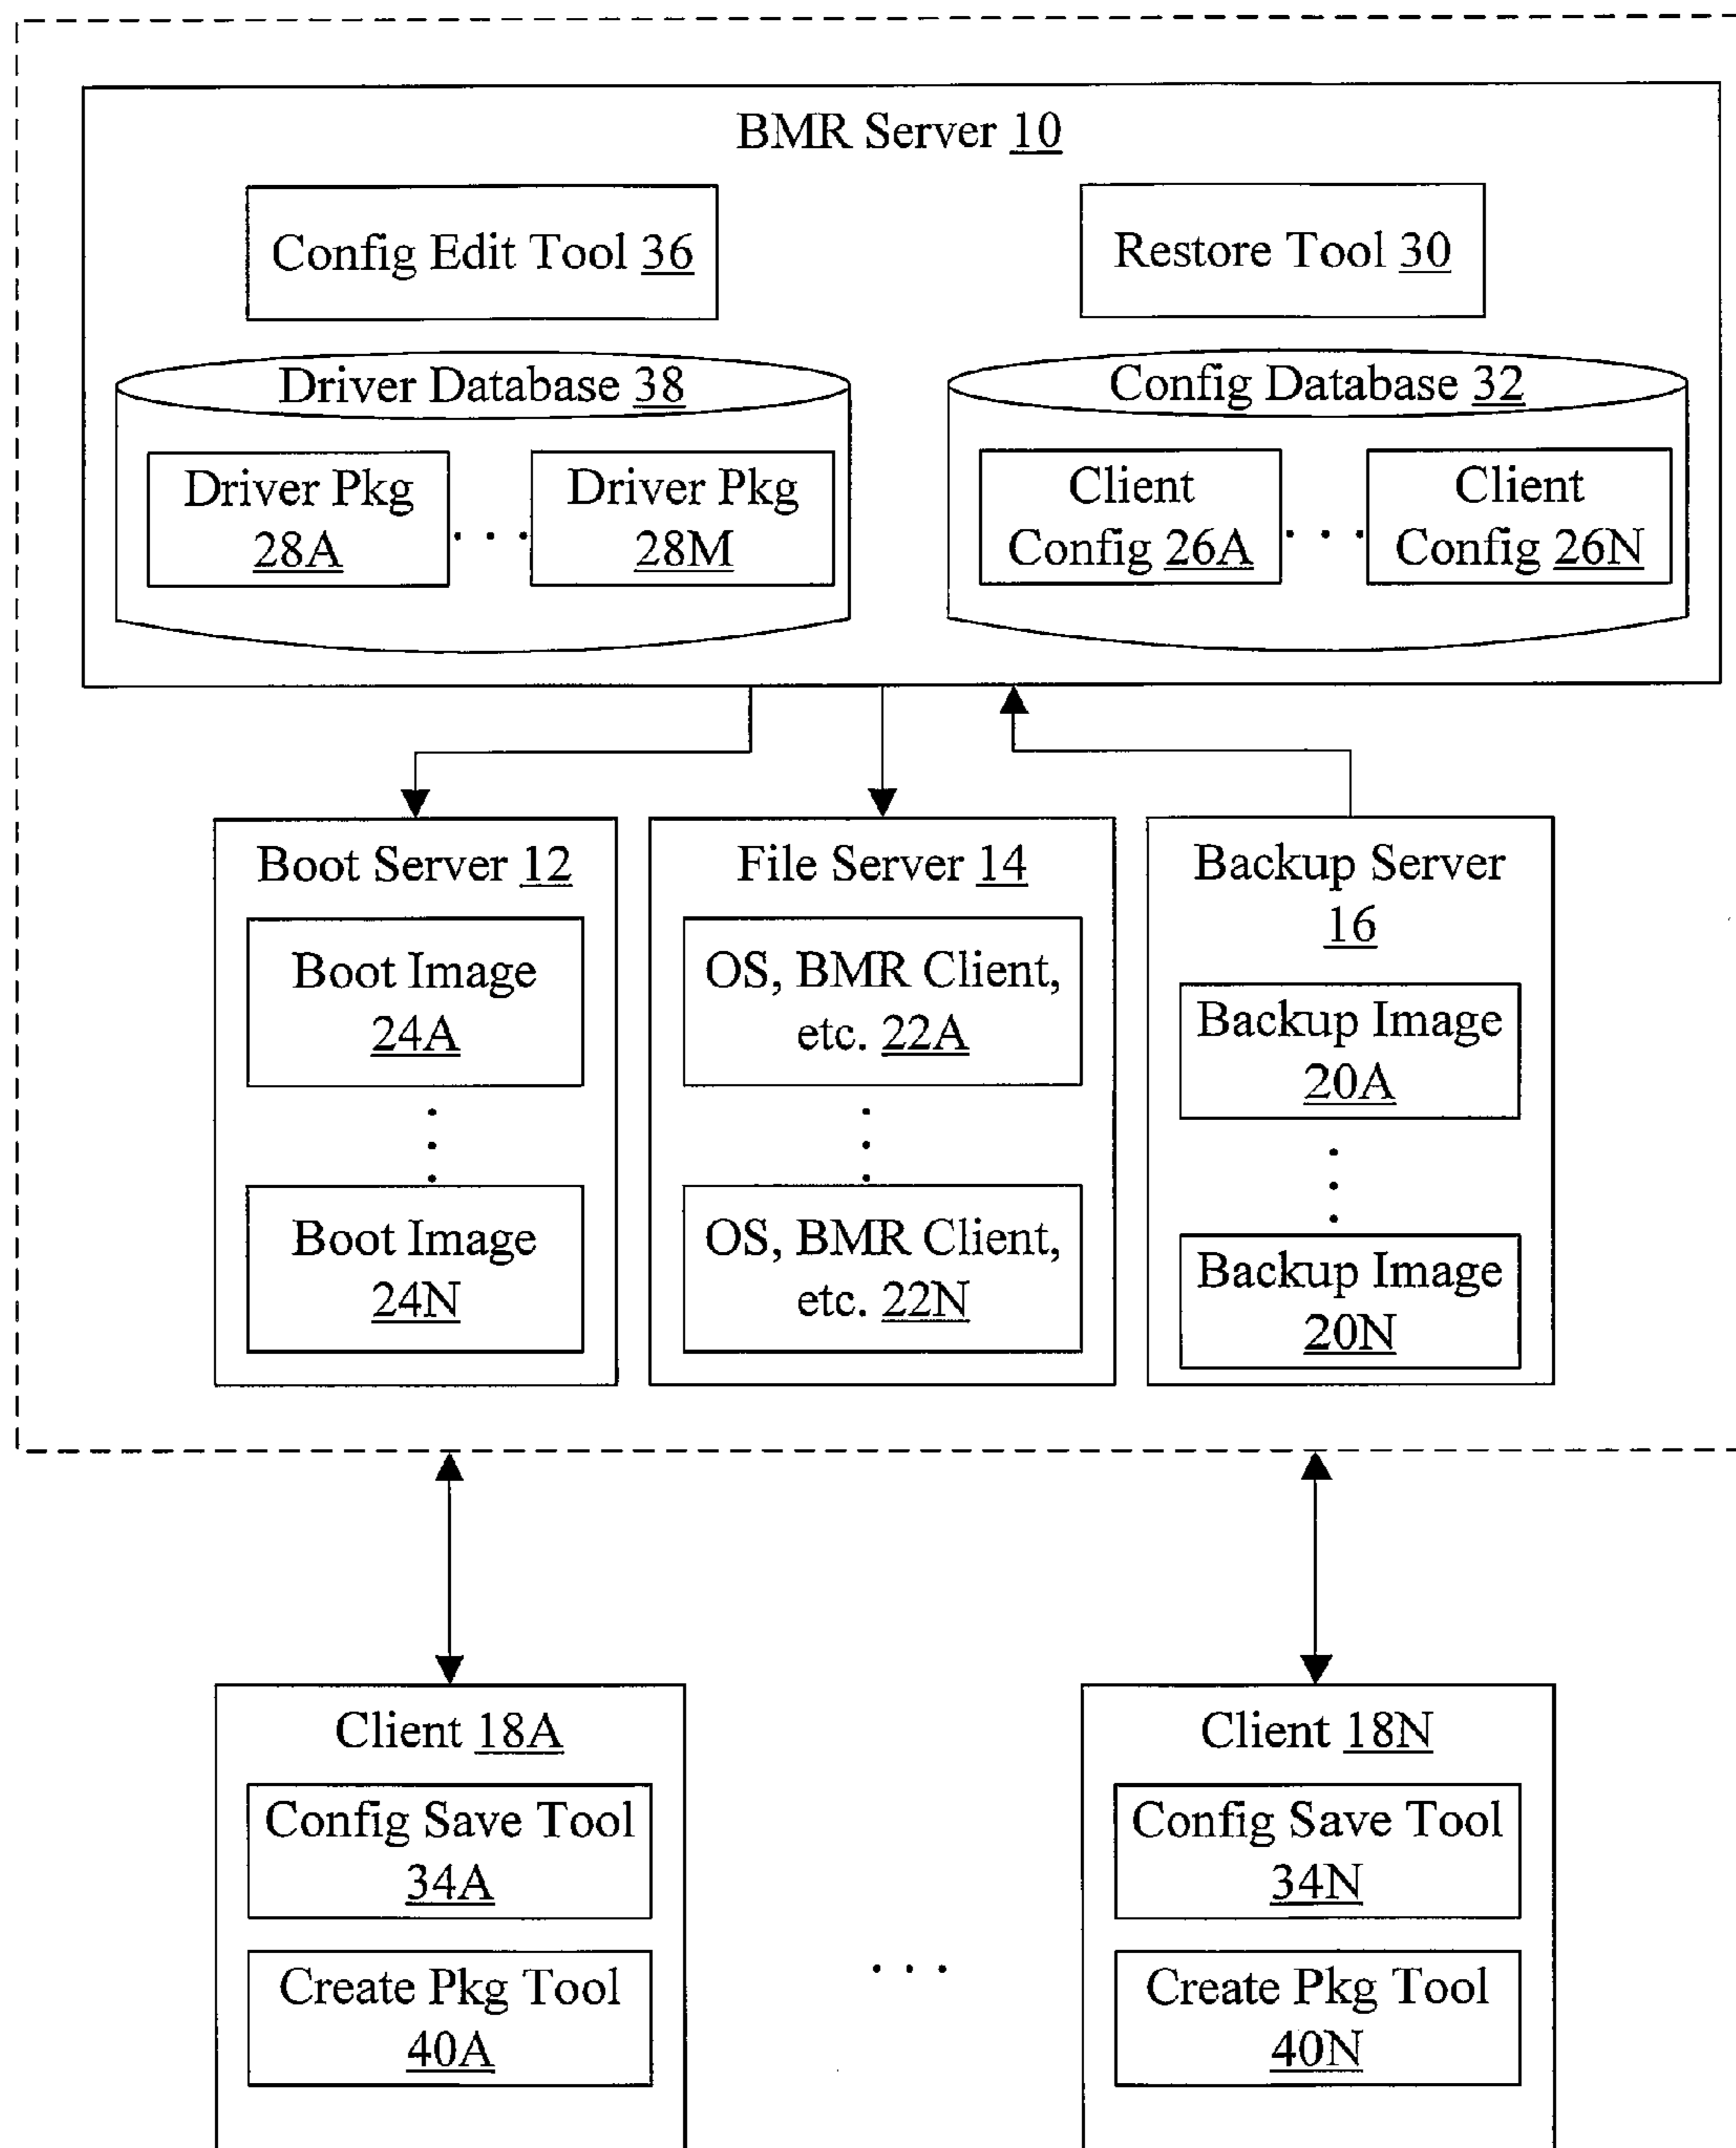 BMR Server 10
Config Edit Tool 36
Restore Tool 30
Driver Database 38
Config Database 32
Driver Pkg
28A
. . .
Driver Pkg
28M
Client
Config 26A
. . .
Client
Config 26N
Boot Server 12
Boot Image
24A
Boot Image
24N
File Server 14
OS, BMR Client,
etc. 22A
OS, BMR Client,
etc. 22N
Backup Server
16
Backup Image
20A
Backup Image
20N
Client 18A
Config Save Tool
34A
Create Pkg Tool
40A
. . .
Client 18N
Config Save Tool
34N
Create Pkg Tool
40N